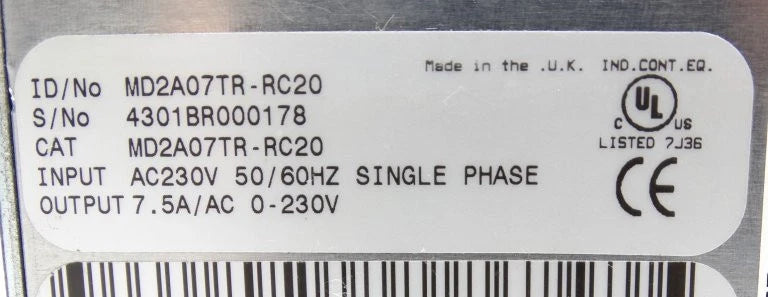 Made in the .U.K. IND.CONT.EQ.
ID/No MD2A07TR-RC20
S/No 4301BR000178
CAT MD2A07TR-RC20
INPUT AC230V 50/60HZ SINGLE PHASE
OUTPUT 7.5A/AC 0-230V
UL
C US
LISTED 7J36
CE